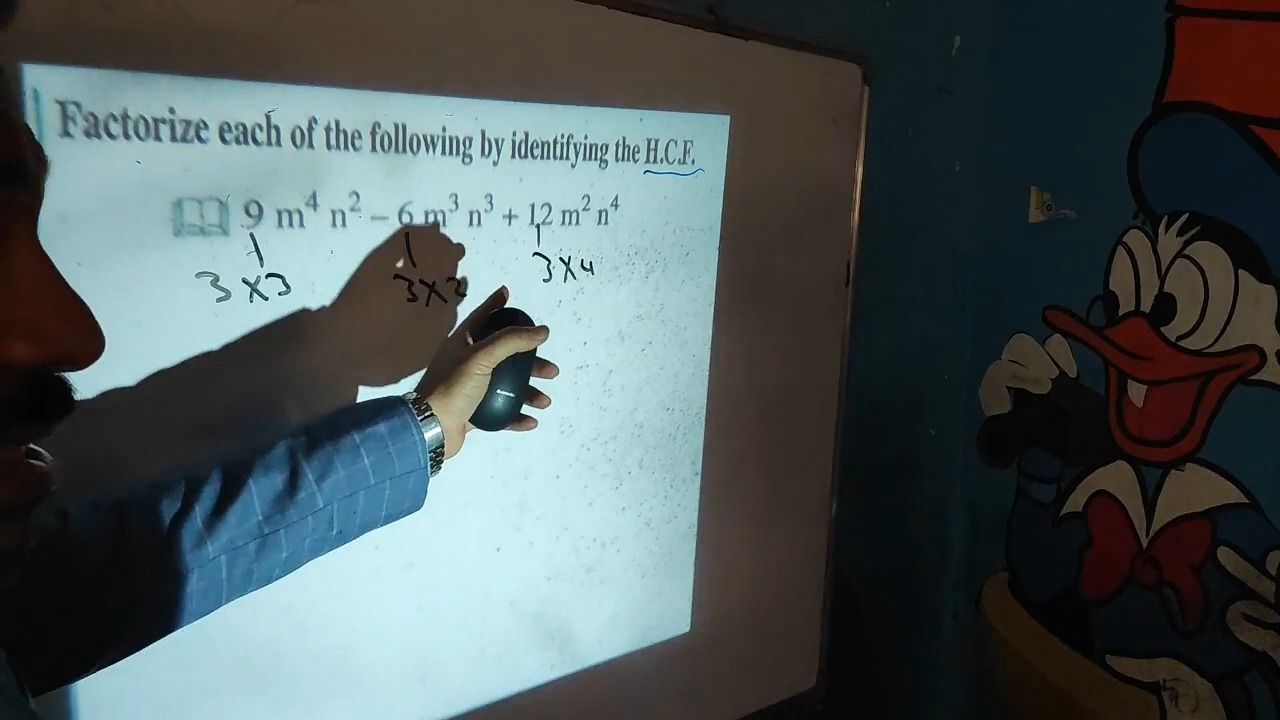 Factorize each of the following by identifying the H.C.F.
9 m⁴ n² – 6 m³ n³ + 12 m² n⁴
3 × 3 3 × 2 3 × 4